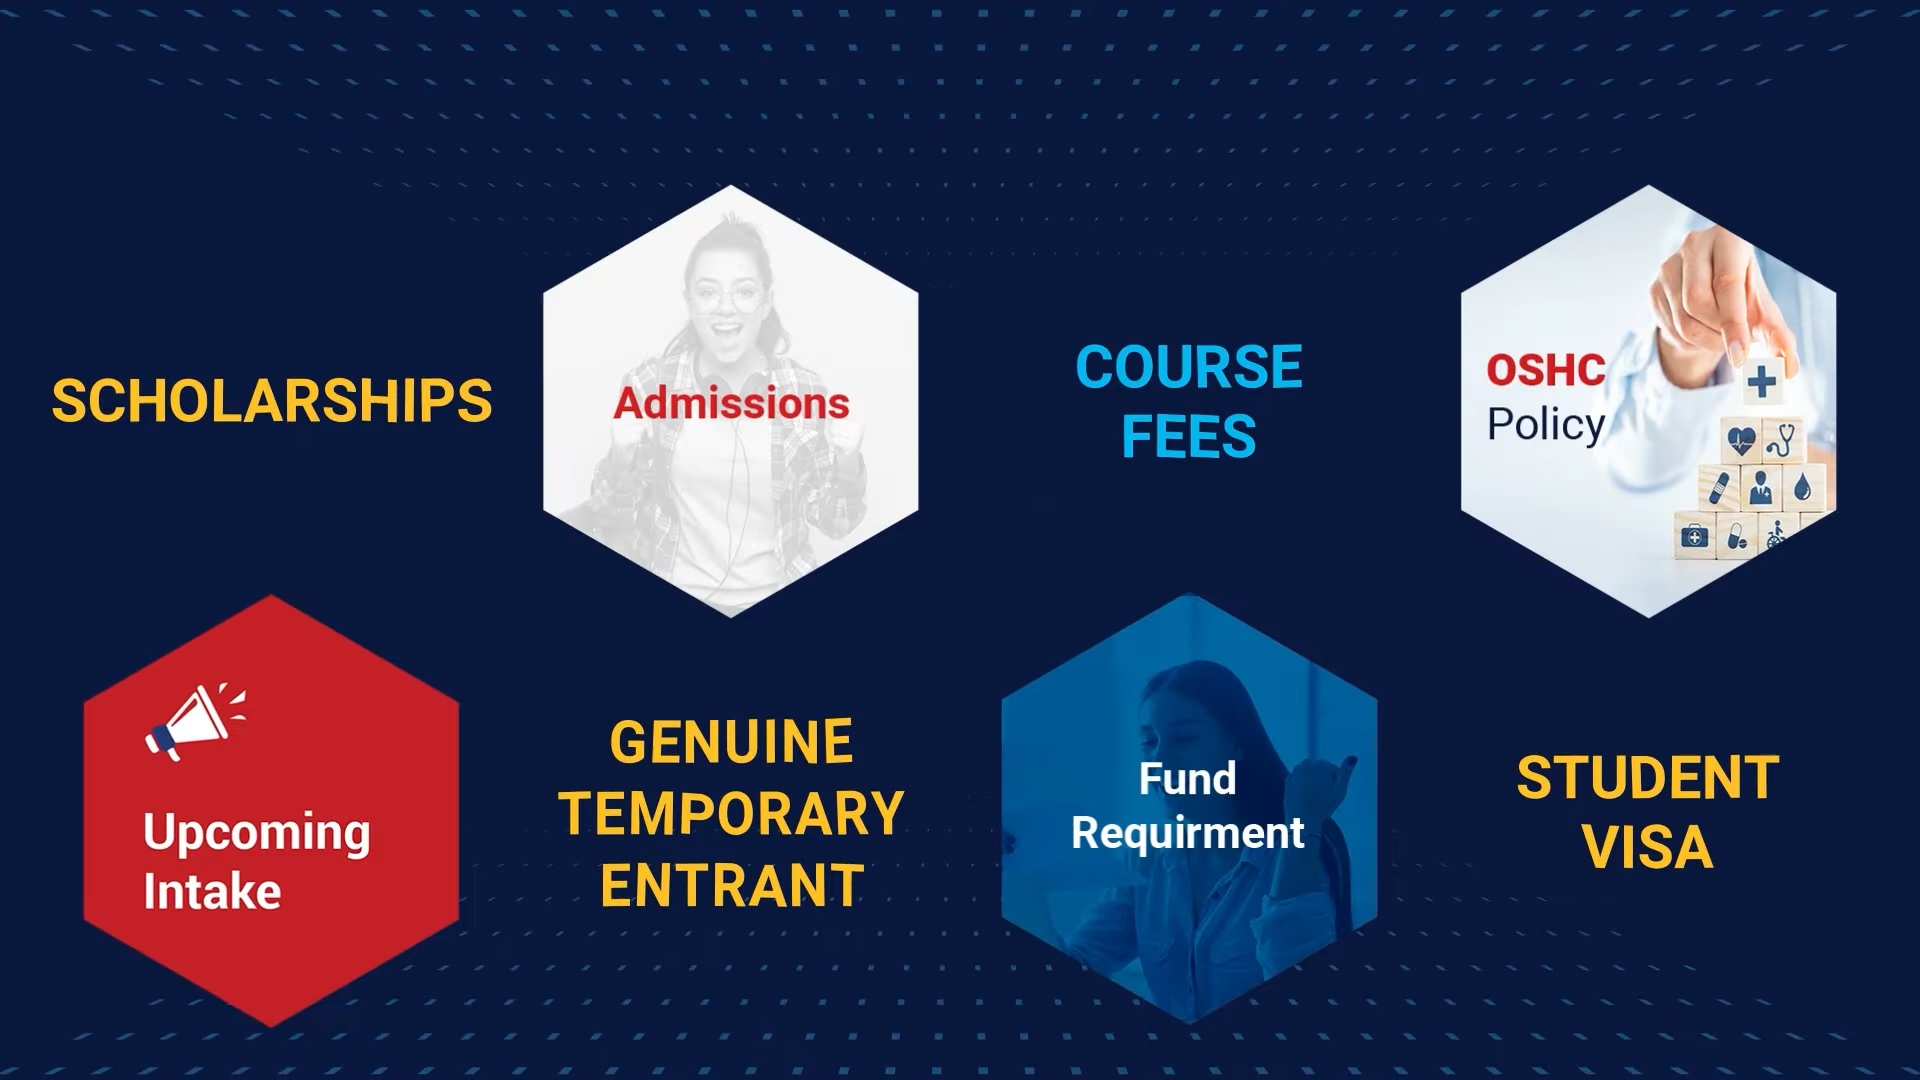 SCHOLARSHIPS
Admissions
COURSE
FEES
OSHC
Policy
Upcoming
Intake
GENUINE
TEMPORARY
ENTRANT
Fund
Requirment
STUDENT
VISA